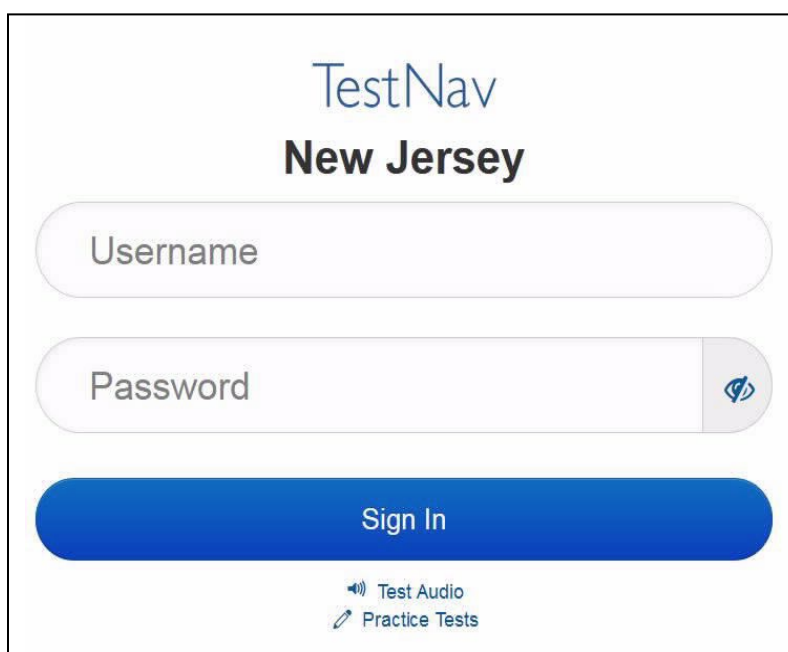 TestNav
New Jersey
Username
Password
Sign In
Test Audio
Practice Tests